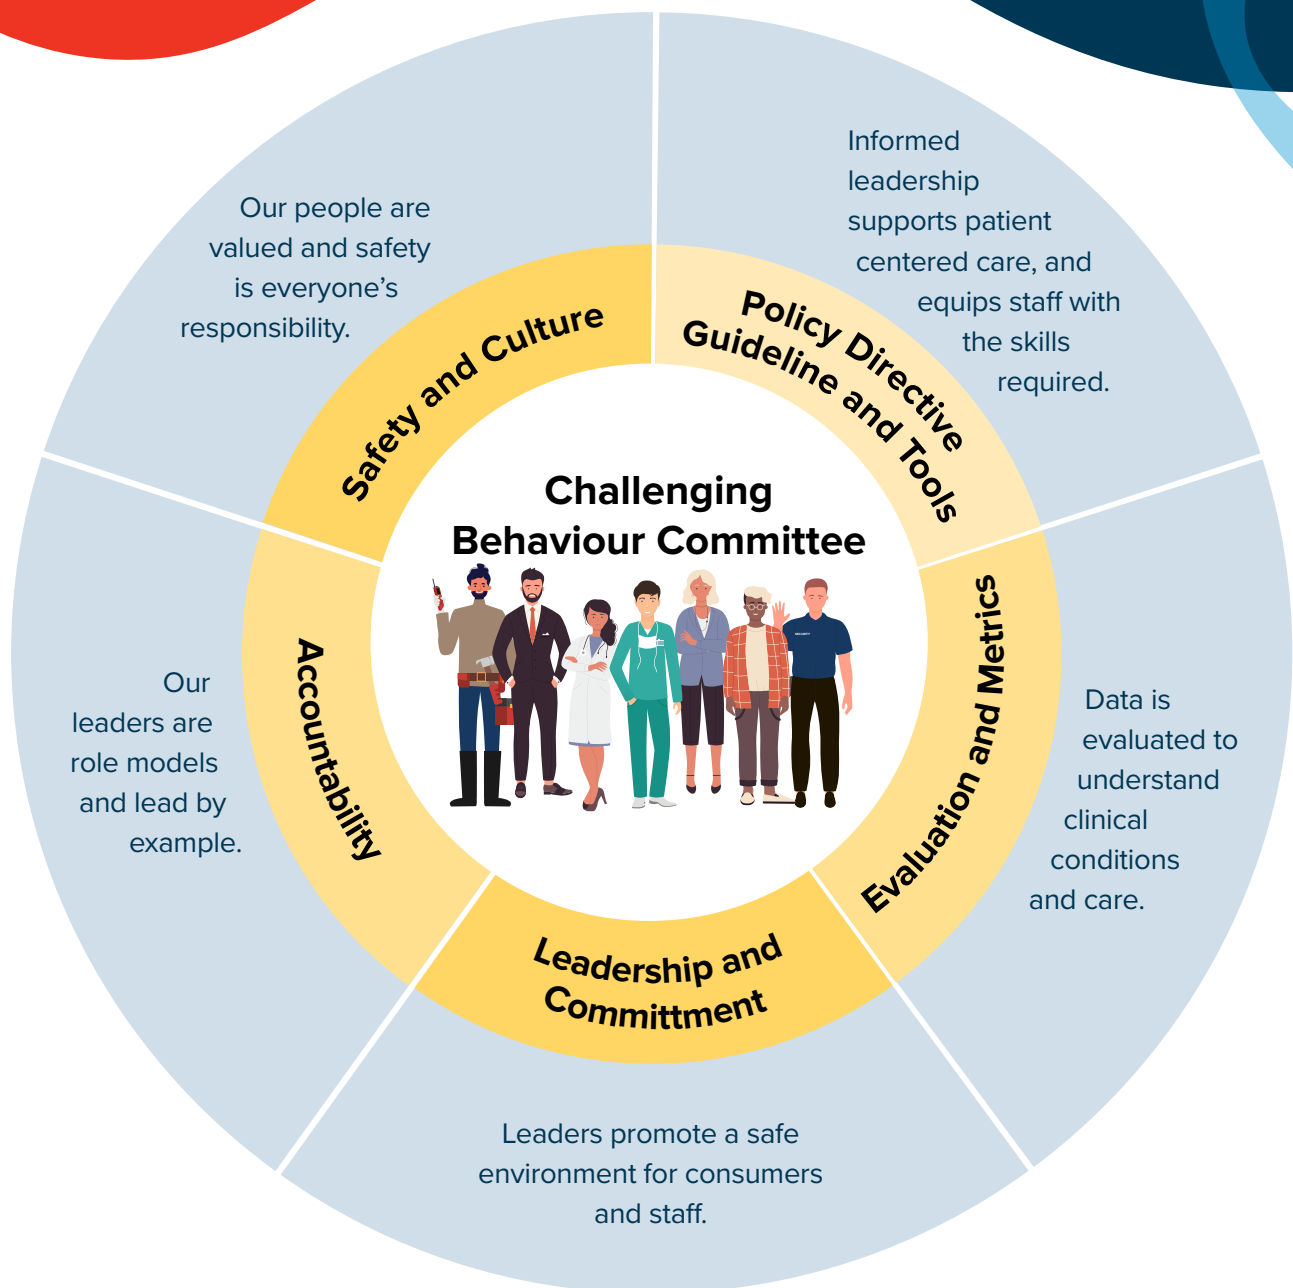 Challenging
Behaviour Committee
Safety and Culture
Our people are
valued and safety
is everyone’s
responsibility.
Policy Directive
Guideline and Tools
Informed
leadership
supports patient
centered care, and
equips staff with
the skills
required.
Evaluation and Metrics
Data is
evaluated to
understand
clinical
conditions
and care.
Leadership and
Committment
Leaders promote a safe
environment for consumers
and staff.
Accountability
Our
leaders are
role models
and lead by
example.
SECURITY